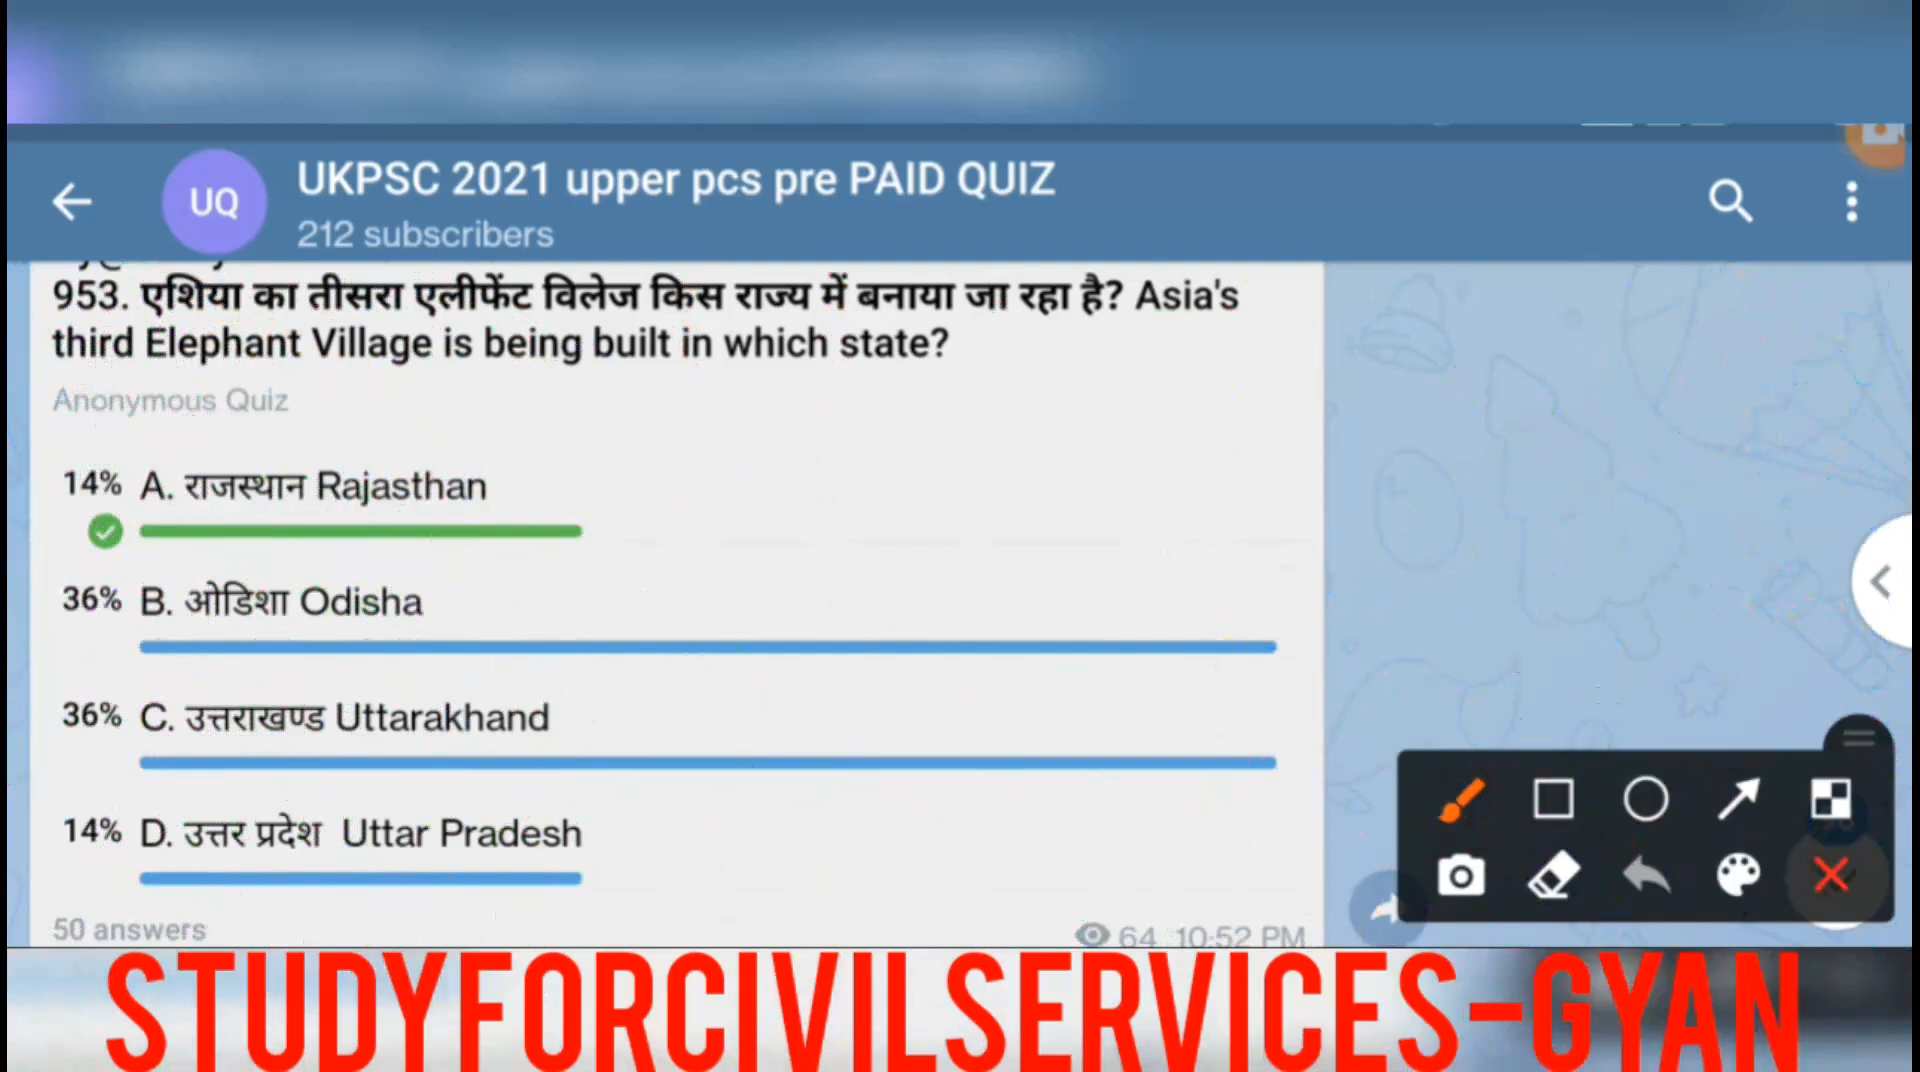 UQ
UKPSC 2021 upper pcs pre PAID QUIZ
212 subscribers
953. एशिया का तीसरा एलीफेंट विलेज किस राज्य में बनाया जा रहा है? Asia's
third Elephant Village is being built in which state?
Anonymous Quiz
14% A. राजस्थान Rajasthan
36% B. ओडिशा Odisha
36% C. उत्तराखण्ड Uttarakhand
14% D. उत्तर प्रदेश Uttar Pradesh
50 answers
64 10:52 PM
STUDYFORCIVILSERVICES-GYAN